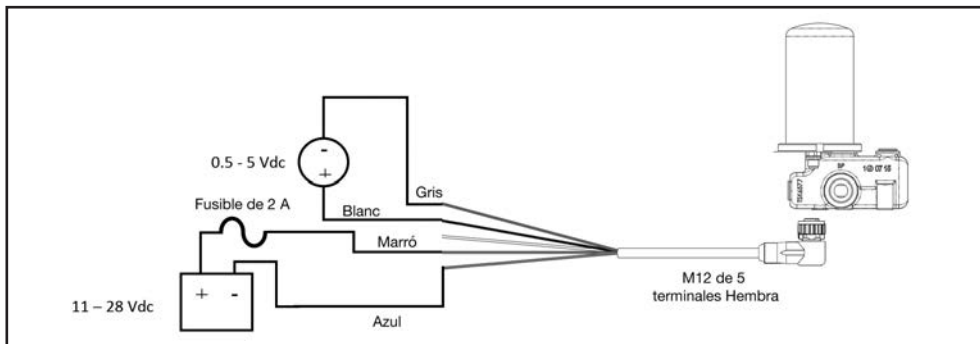 0.5 - 5 Vdc
-
+
Gris
Blanc
Fusible de 2 A
Marró
+ -
11 – 28 Vdc
Azul
M12 de 5
terminales Hembra
SF